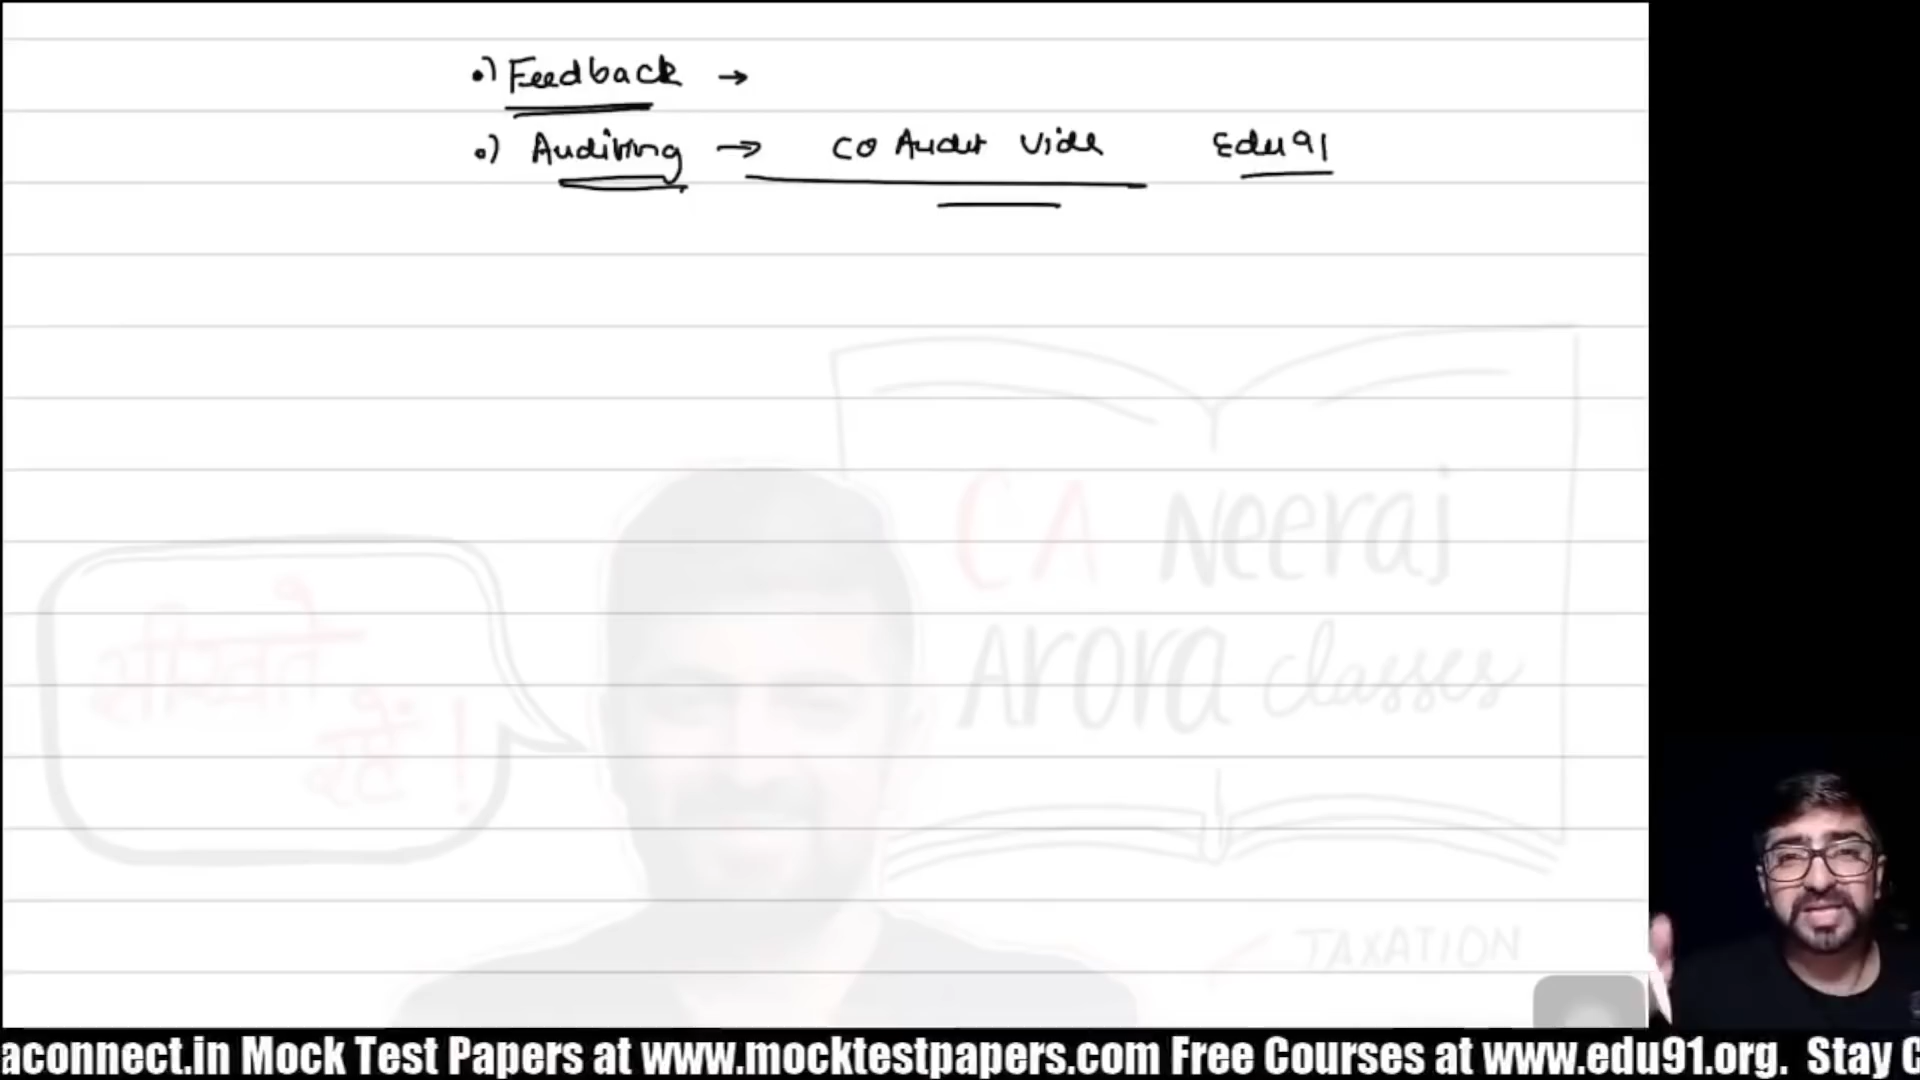 •) Feedback →
•) Auditing → CO Audit Vide Edu91
CA Neeraj
Arora classes
TAXATION
aconnect.in Mock Test Papers at www.mocktestpapers.com Free Courses at www.edu91.org. Stay C